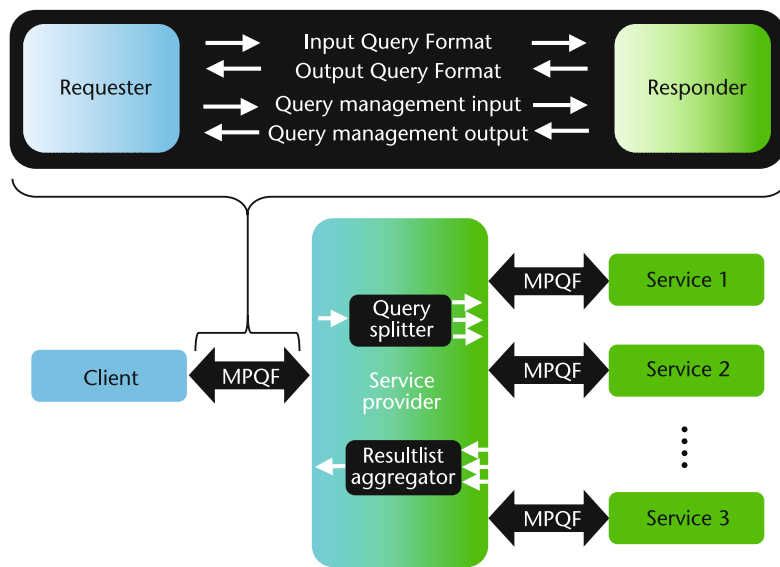 Requester
Input Query Format
Output Query Format
Query management input
Query management output
Responder
Client
MPQF
Query
splitter
Service
provider
Resultlist
aggregator
MPQF
Service 1
MPQF
Service 2
MPQF
Service 3